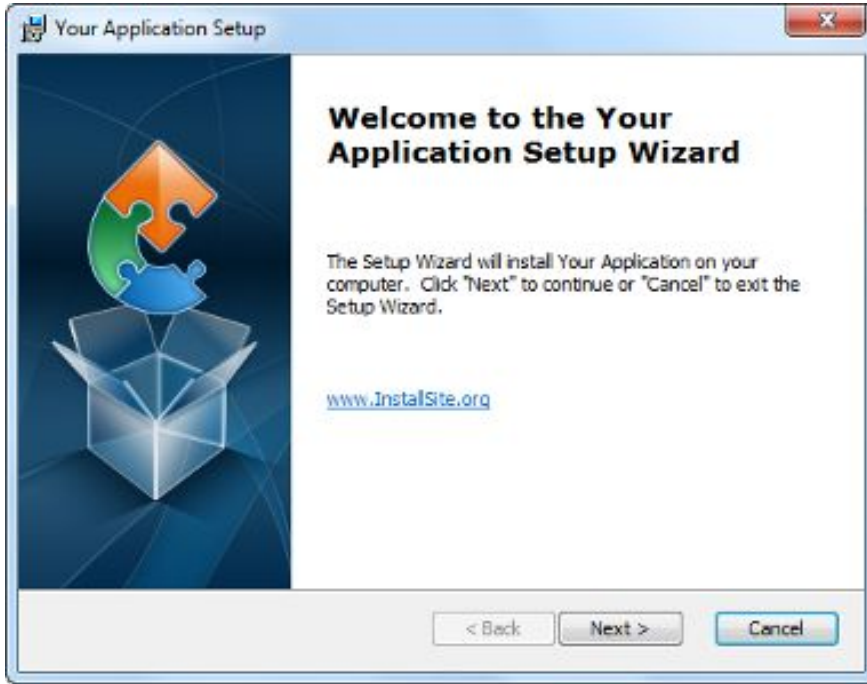 Your Application Setup
Welcome to the Your
Application Setup Wizard
The Setup Wizard will install Your Application on your
computer. Click "Next" to continue or "Cancel" to exit the
Setup Wizard.
www.InstallSite.org
< Back Next > Cancel